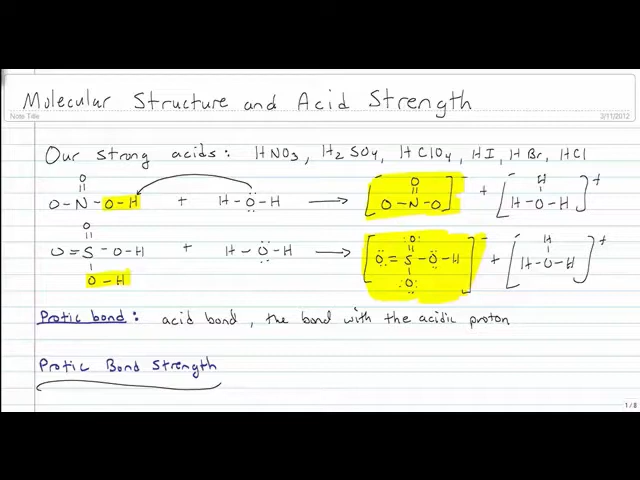 Molecular Structure and Acid Strength
Note Title
2/11/2012
Our strong acids: HNO3, H2SO4, HClO4, HI, HBr, HCl
O
O-N-O-H + H-O-H → [O-N-O]- + [H-O-H]+
H
O
O=S-O-H + H-O-H → [O=S-O-H]- + [H-O-H]+
O-H
O
H
Protic bond: acid bond, the bond with the acidic proton
Protic Bond Strength
1/8